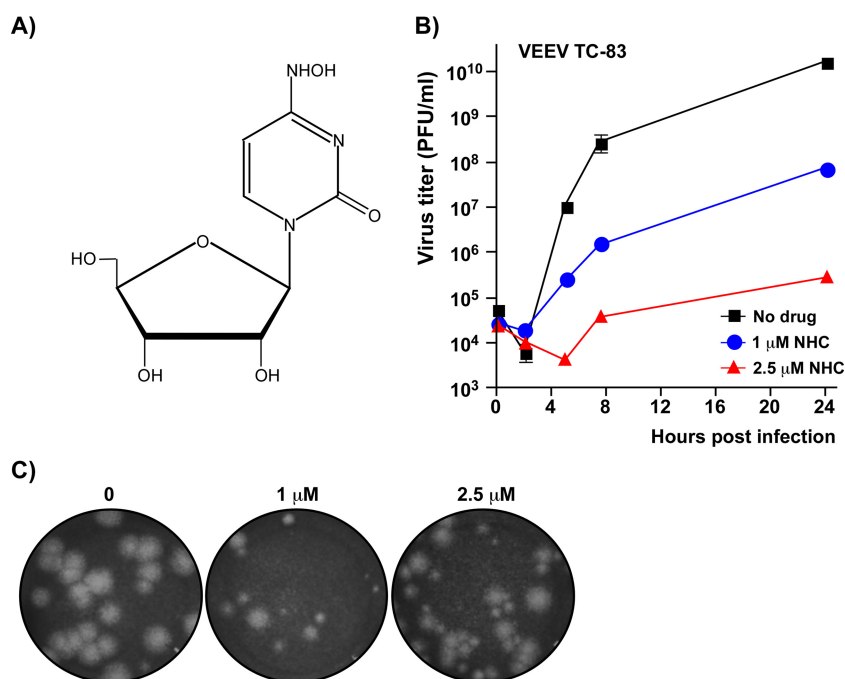 A)
NHOH
N
O
N
O
HO
OH
OH
B)
VEEV TC-83
Virus titer (PFU/ml)
10^10
10^9
10^8
10^7
10^6
10^5
10^4
10^3
No drug
1 μM NHC
2.5 μM NHC
0 4 8 12 16 20 24
Hours post infection
C)
0 1 μM 2.5 μM